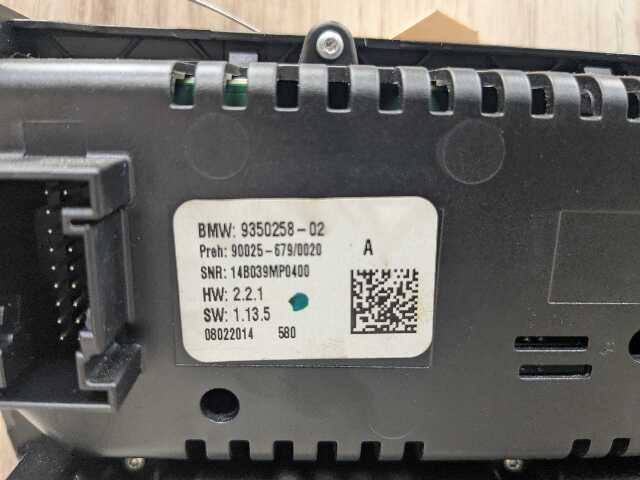 BMW: 9350258-02
Preh: 90025-679/0020 A
SNR: 14B039MP0400
HW: 2.2.1
SW: 1.13.5
08022014 580